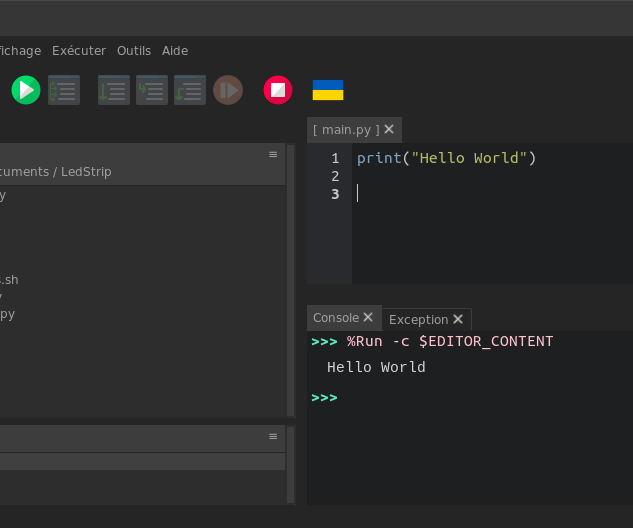 fichage Exécuter Outils Aide
[ main.py ]
cuments / LedStrip
y
s.sh
y
py
1 print("Hello World")
2
3
Console Exception
>>> %Run -c $EDITOR_CONTENT
Hello World
>>>